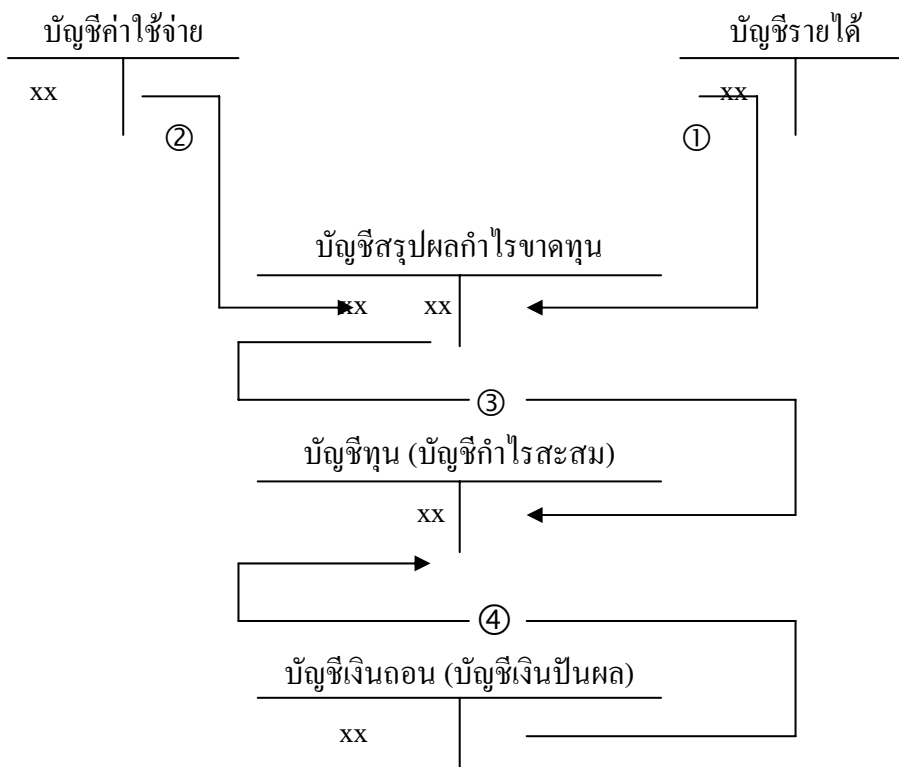 บัญชีค่าใช้จ่าย บัญชีรายได้
xx xx
② ①
บัญชีสรุปผลกำไรขาดทุน
xx xx
③
บัญชีทุน (บัญชีกำไรสะสม)
xx
④
บัญชีเงินถอน (บัญชีเงินปันผล)
xx